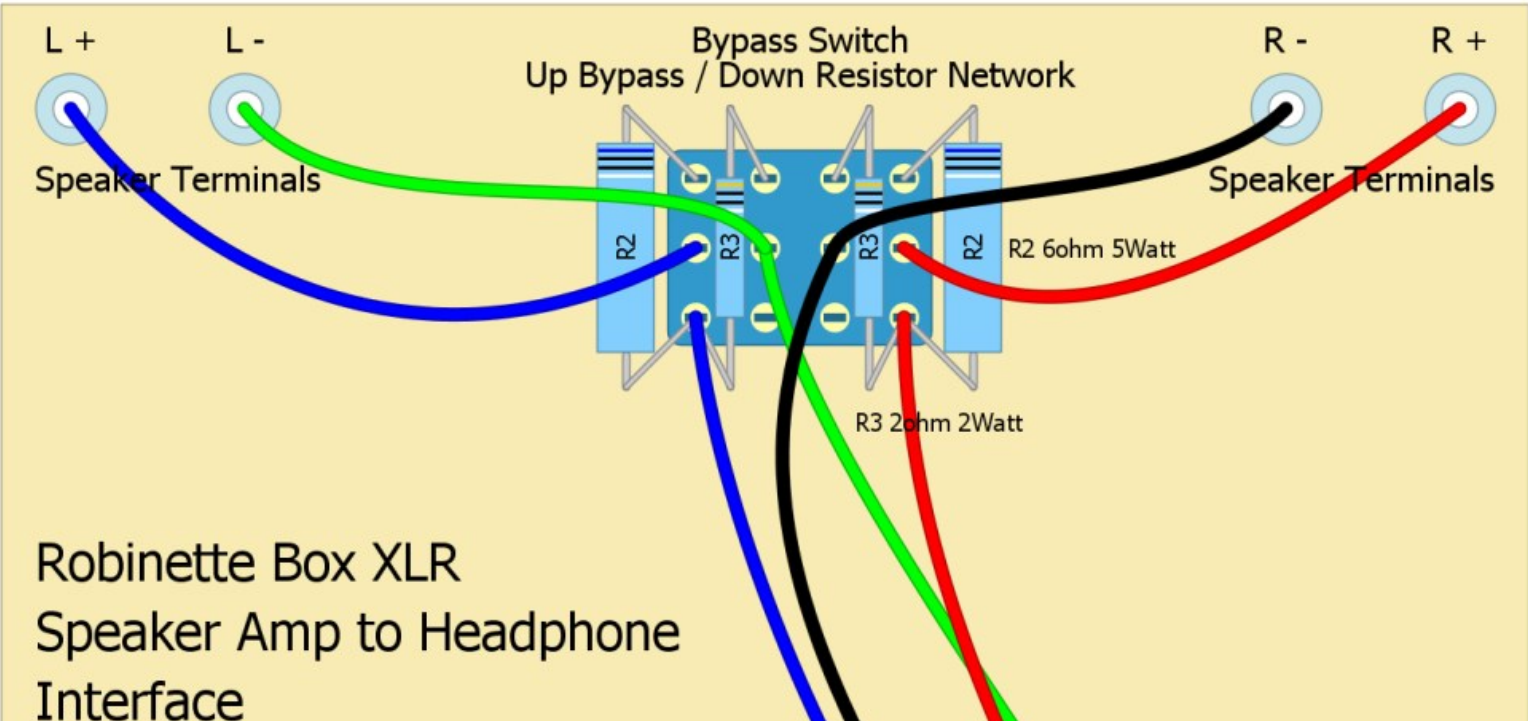 L +
L -
Bypass Switch
R -
R +
Up Bypass / Down Resistor Network
Speaker Terminals
Speaker Terminals
R2
R3
R3
R2
R2 6ohm 5Watt
R3 2ohm 2Watt
Robinette Box XLR
Speaker Amp to Headphone
Interface